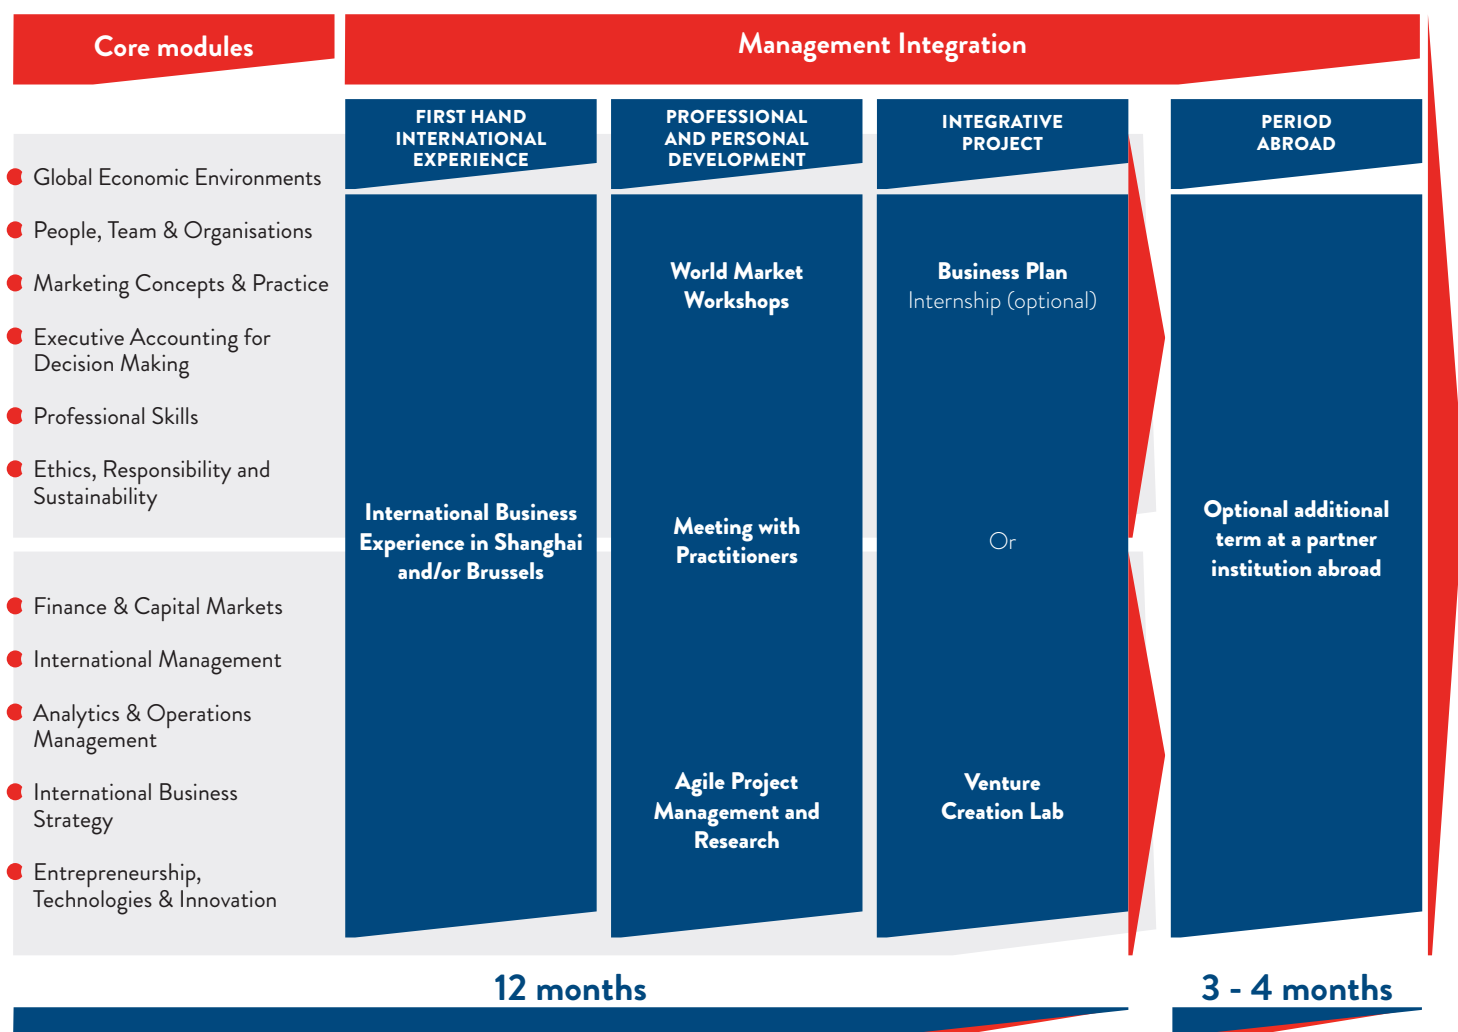 Core modules
Management Integration
FIRST HAND
INTERNATIONAL
EXPERIENCE
PROFESSIONAL
AND PERSONAL
DEVELOPMENT
INTEGRATIVE
PROJECT
PERIOD
ABROAD
Global Economic Environments
People, Team & Organisations
Marketing Concepts & Practice
Executive Accounting for
Decision Making
Professional Skills
Ethics, Responsibility and
Sustainability
Finance & Capital Markets
International Management
Analytics & Operations
Management
International Business
Strategy
Entrepreneurship,
Technologies & Innovation
International Business
Experience in Shanghai
and/or Brussels
World Market
Workshops
Meeting with
Practitioners
Agile Project
Management and
Research
Business Plan
Internship (optional)
Or
Venture
Creation Lab
Optional additional
term at a partner
institution abroad
12 months
3 - 4 months